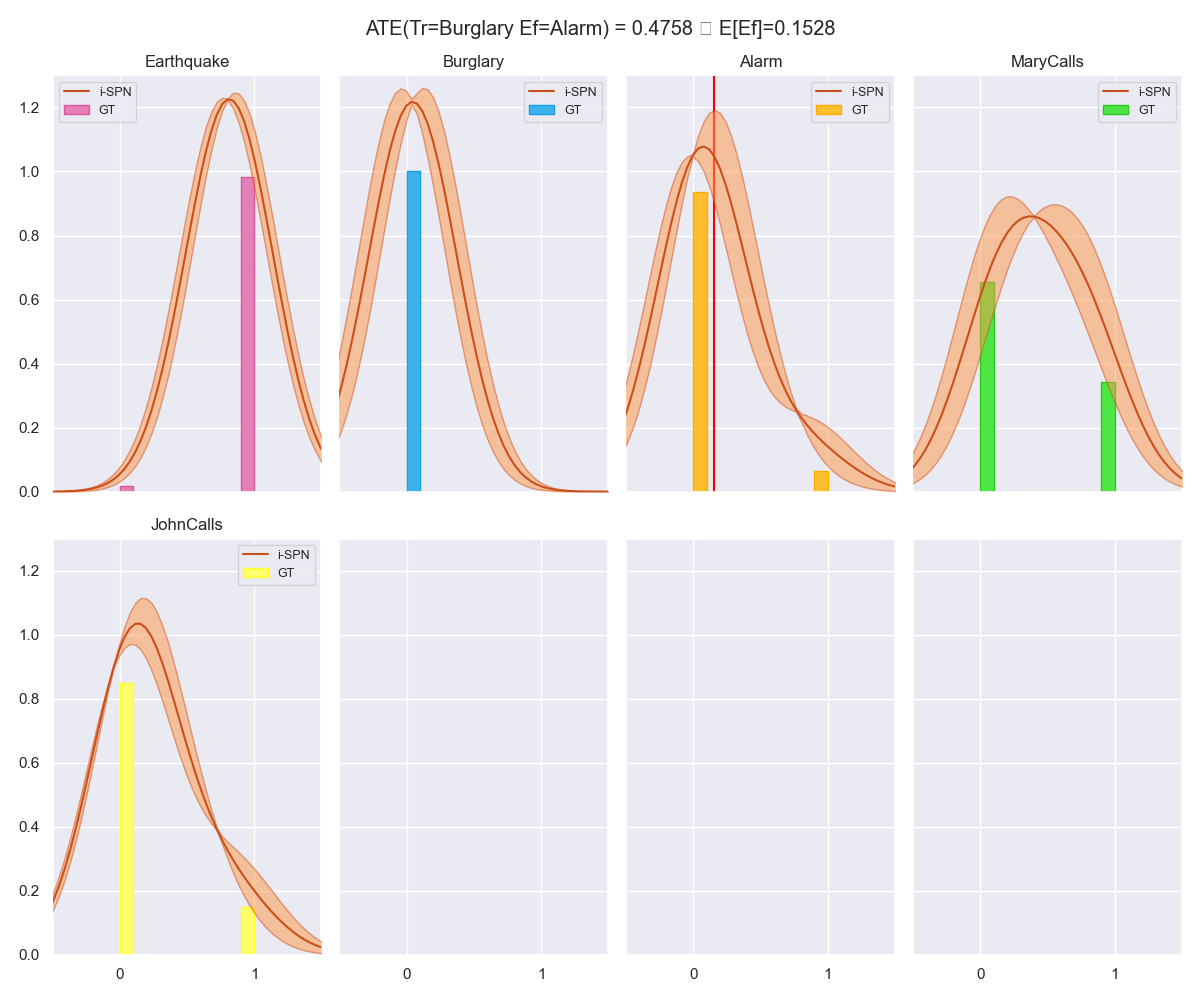 ATE(Tr=Burglary Ef=Alarm) = 0.4758 ▯ E[Ef]=0.1528
Earthquake
Burglary
Alarm
MaryCalls
i-SPN
GT
i-SPN
GT
i-SPN
GT
i-SPN
GT
1.2
1.0
0.8
0.6
0.4
0.2
0.0
JohnCalls
i-SPN
GT
1.2
1.0
0.8
0.6
0.4
0.2
0.0
0 1
0 1
0 1
0 1